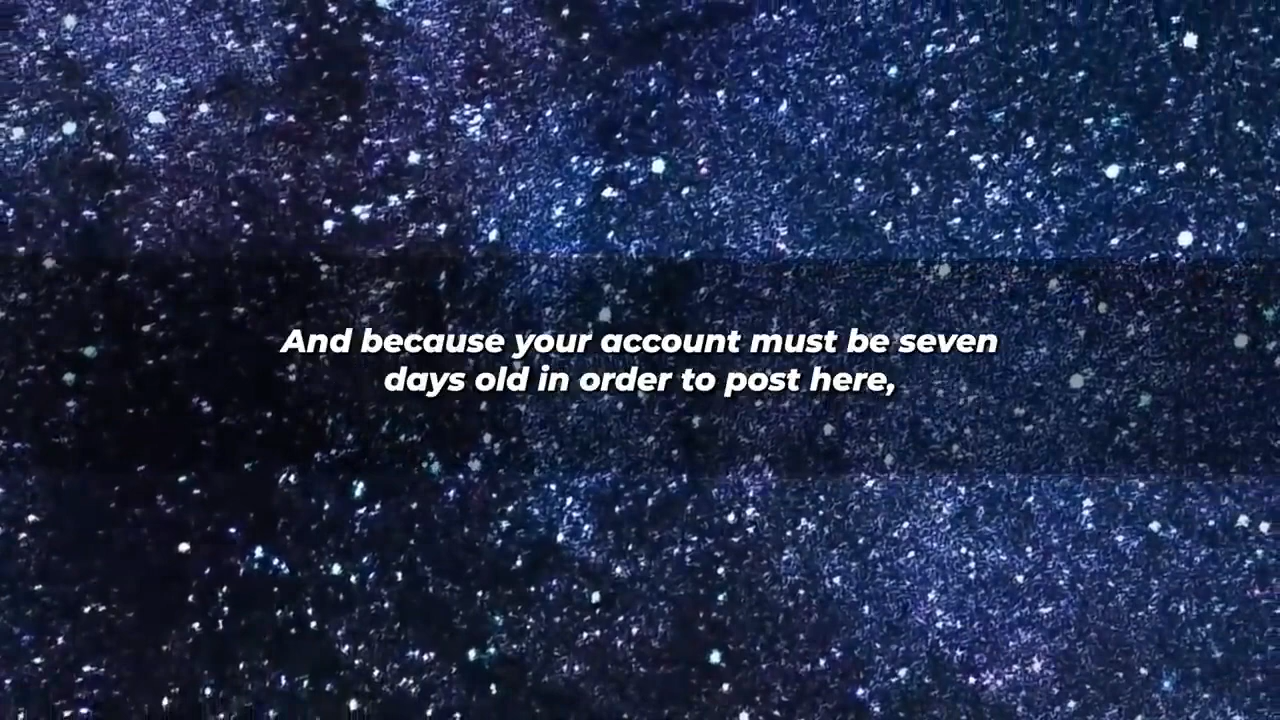 And because your account must be seven
days old in order to post here,